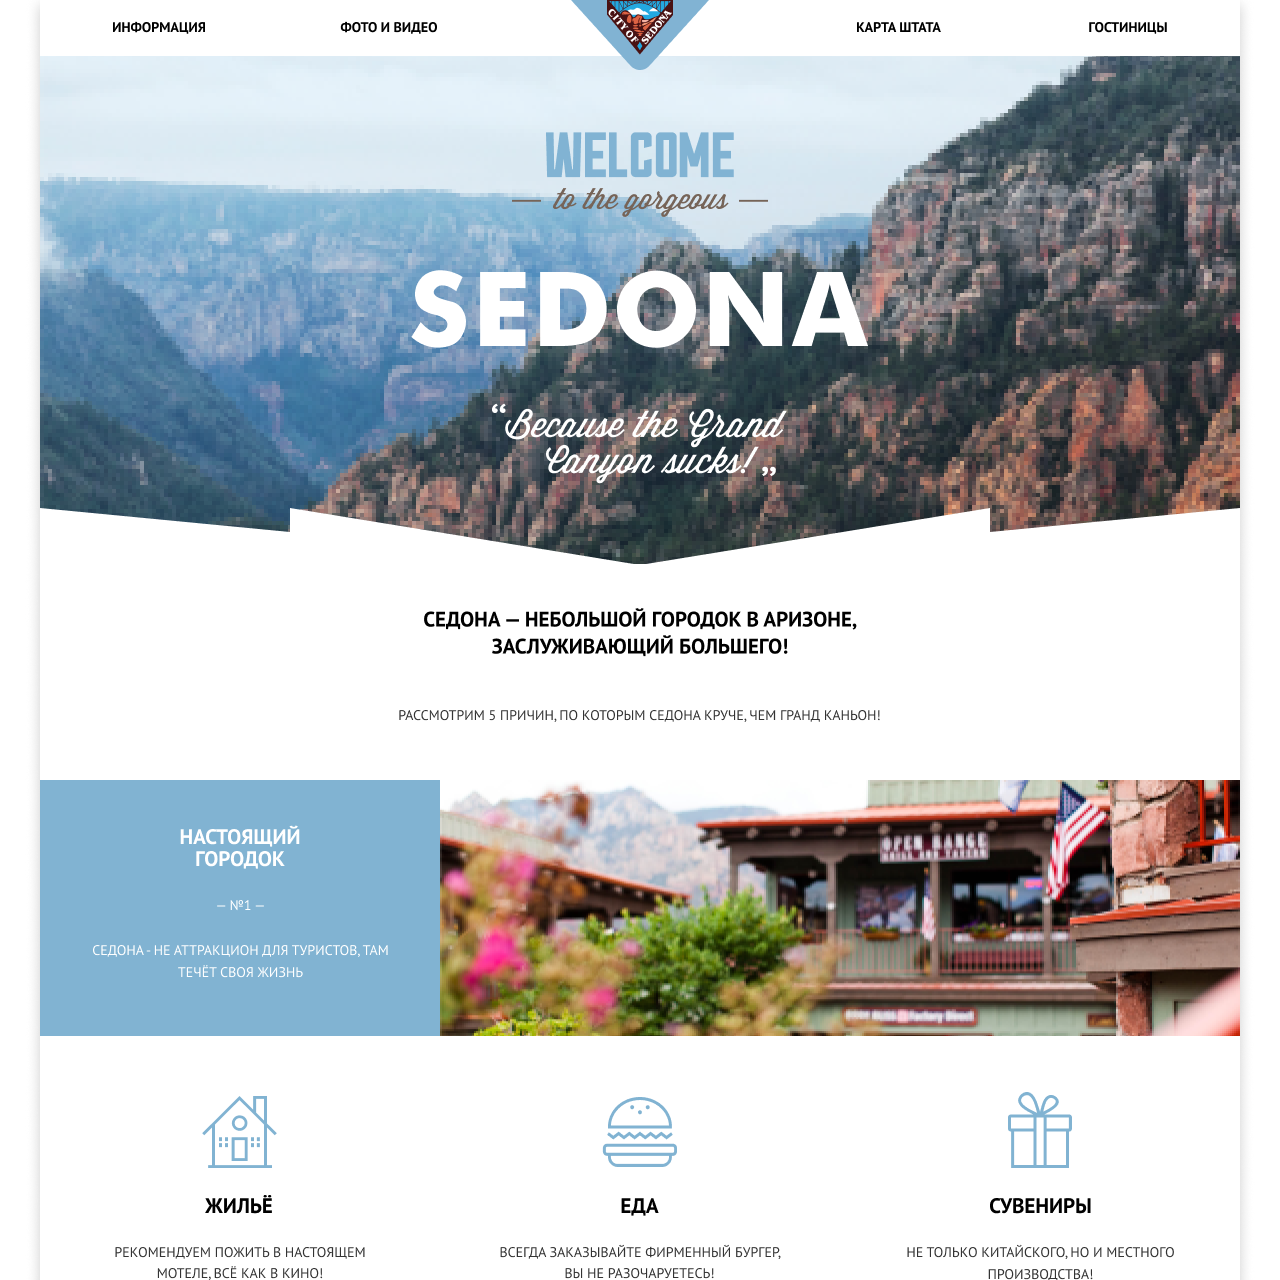 ИНФОРМАЦИЯ ФОТО И ВИДЕО КАРТА ШТАТА ГОСТИНИЦЫ
CITY OF SEDONA
WELCOME
to the gorgeous
SEDONA
“Because the Grand
Canyon sucks!„
СЕДОНА — НЕБОЛЬШОЙ ГОРОДОК В АРИЗОНЕ,
ЗАСЛУЖИВАЮЩИЙ БОЛЬШЕГО!
РАССМОТРИМ 5 ПРИЧИН, ПО КОТОРЫМ СЕДОНА КРУЧЕ, ЧЕМ ГРАНД КАНЬОН!
НАСТОЯЩИЙ
ГОРОДОК
— №1 —
СЕДОНА - НЕ АТТРАКЦИОН ДЛЯ ТУРИСТОВ, ТАМ
ТЕЧЁТ СВОЯ ЖИЗНЬ
OPEN RANGE
GRILL AND TAVERN
ЖИЛЬЁ
РЕКОМЕНДУЕМ ПОЖИТЬ В НАСТОЯЩЕМ
МОТЕЛЕ, ВСЁ КАК В КИНО!
ЕДА
ВСЕГДА ЗАКАЗЫВАЙТЕ ФИРМЕННЫЙ БУРГЕР,
ВЫ НЕ РАЗОЧАРУЕТЕСЬ!
СУВЕНИРЫ
НЕ ТОЛЬКО КИТАЙСКОГО, НО И МЕСТНОГО
ПРОИЗВОДСТВА!